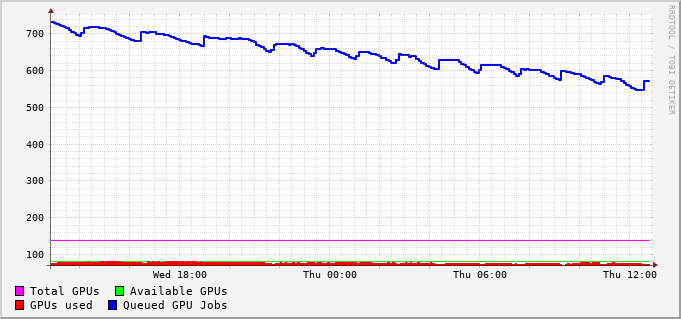 700
600
500
400
300
200
100
Wed 18:00 Thu 00:00 Thu 06:00 Thu 12:00
Total GPUs Available GPUs
GPUs used Queued GPU Jobs
RRDTOOL / TOBI OETIKER